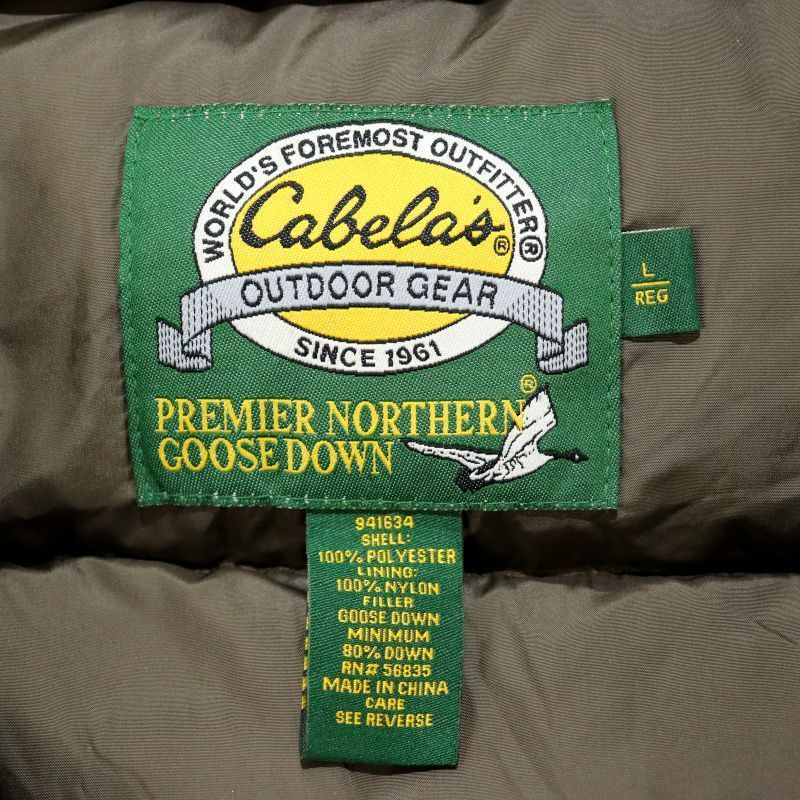 WORLD'S FOREMOST OUTFITTER®
Cabela's®
OUTDOOR GEAR
SINCE 1961
PREMIER NORTHERN®
GOOSE DOWN
L
REG
941634
SHELL:
100% POLYESTER
LINING:
100% NYLON
FILLER
GOOSE DOWN
MINIMUM
80% DOWN
RN# 56835
MADE IN CHINA
CARE
SEE REVERSE